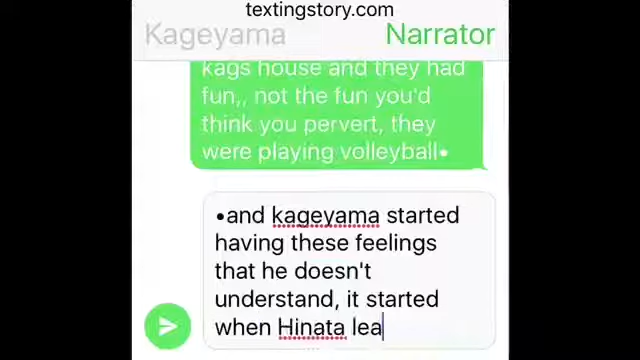 textingstory.com
Kageyama Narrator
kags house and they had
fun,, not the fun you'd
think you pervert, they
were playing volleyball•
•and kageyama started
having these feelings
that he doesn't
understand, it started
when Hinata lea